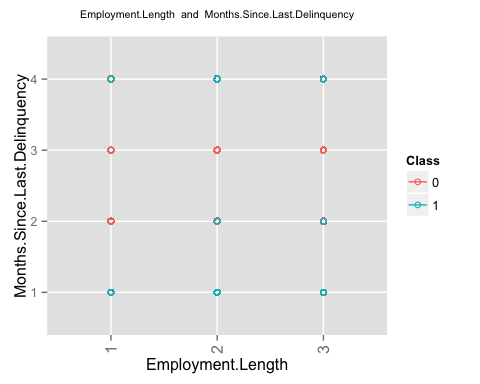 Employment.Length and Months.Since.Last.Delinquency
Months.Since.Last.Delinquency
4
3
2
1
1
2
3
Employment.Length
Class
0
1